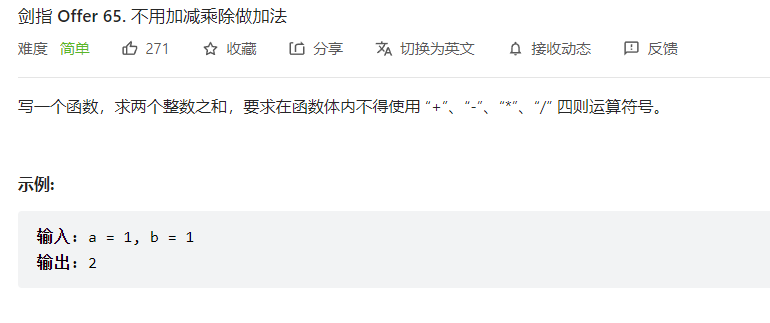 剑指 Offer 65. 不用加减乘除做加法
难度 简单 271 收藏 分享 切换为英文 接收动态 反馈
写一个函数，求两个整数之和，要求在函数体内不得使用 “+”、“-”、“*”、“/” 四则运算符号。
示例:
输入: a = 1, b = 1
输出: 2